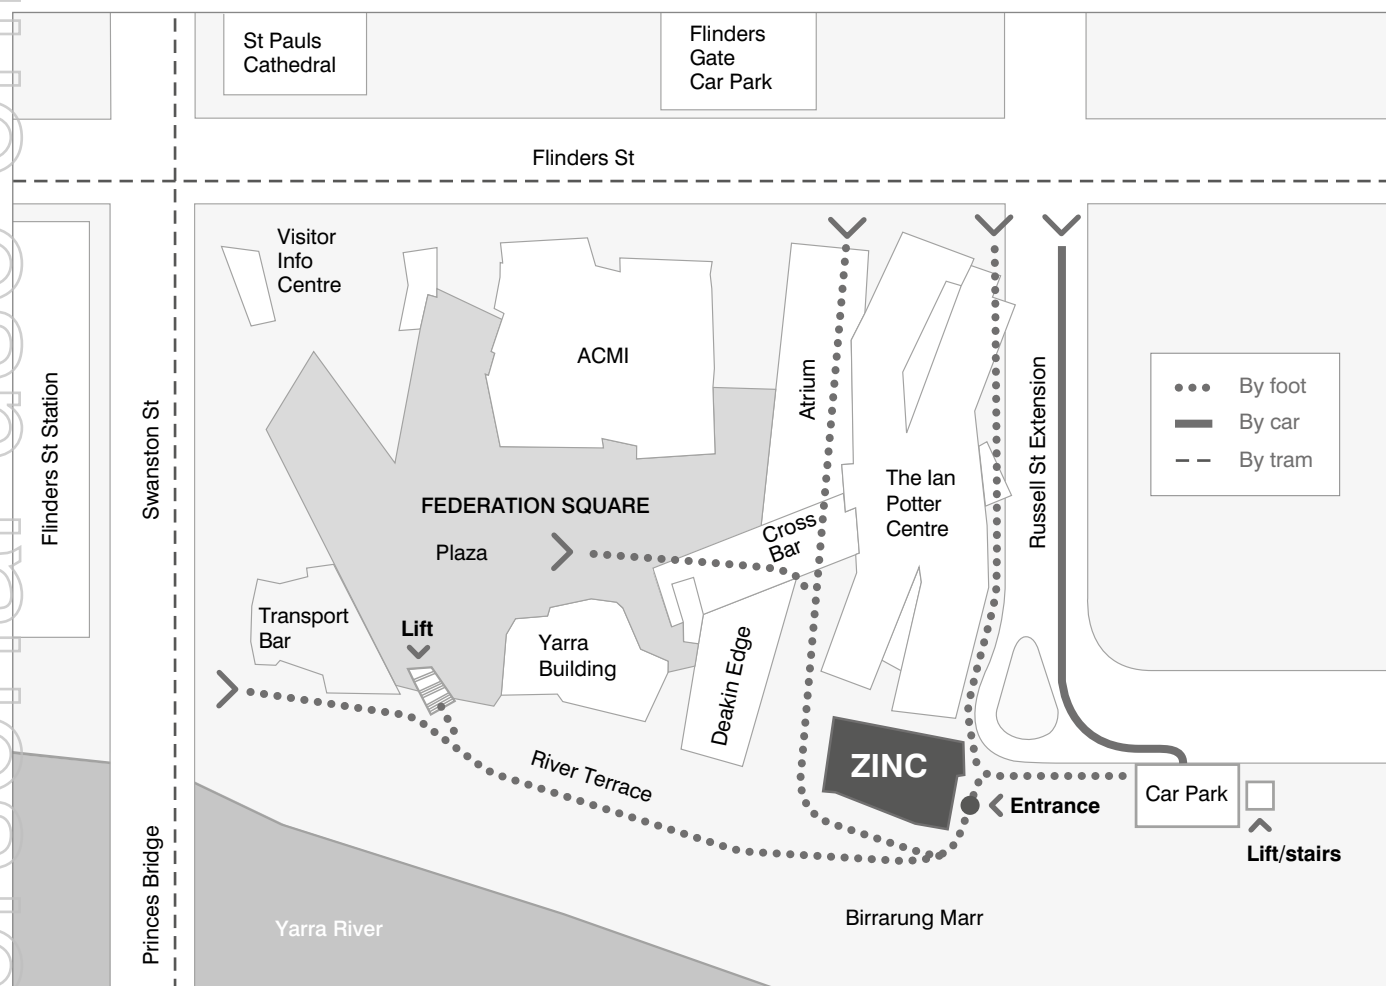 St Pauls
Cathedral
Flinders
Gate
Car Park
Flinders St
Visitor
Info
Centre
ACMI
Atrium
Flinders St Station
Swanston St
Russell St Extension
By foot
By car
By tram
FEDERATION SQUARE
Plaza
Cross
Bar
The Ian
Potter
Centre
Transport
Bar
Lift
Yarra
Building
Deakin Edge
River Terrace
ZINC
Entrance
Car Park
Lift/stairs
Princes Bridge
Yarra River
Birrarung Marr